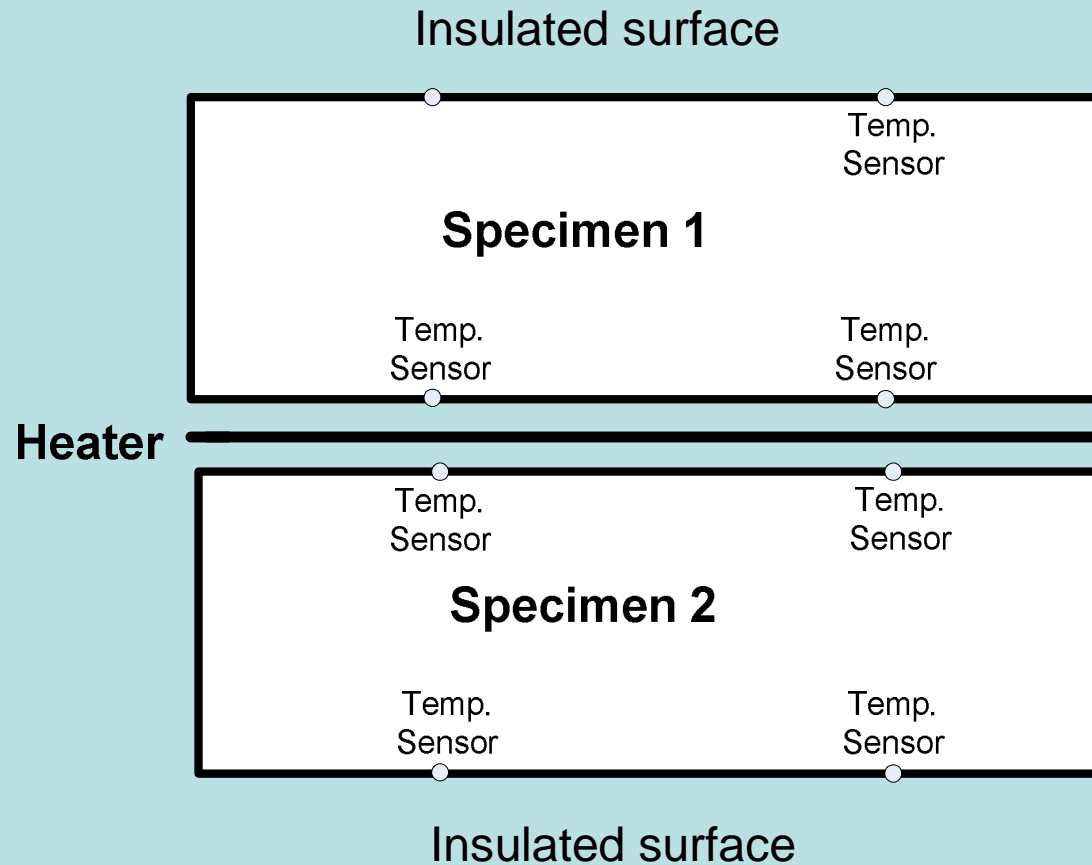 Insulated surface
Temp.
Sensor
Specimen 1
Temp.
Sensor
Temp.
Sensor
Heater
Temp.
Sensor
Temp.
Sensor
Specimen 2
Temp.
Sensor
Temp.
Sensor
Insulated surface